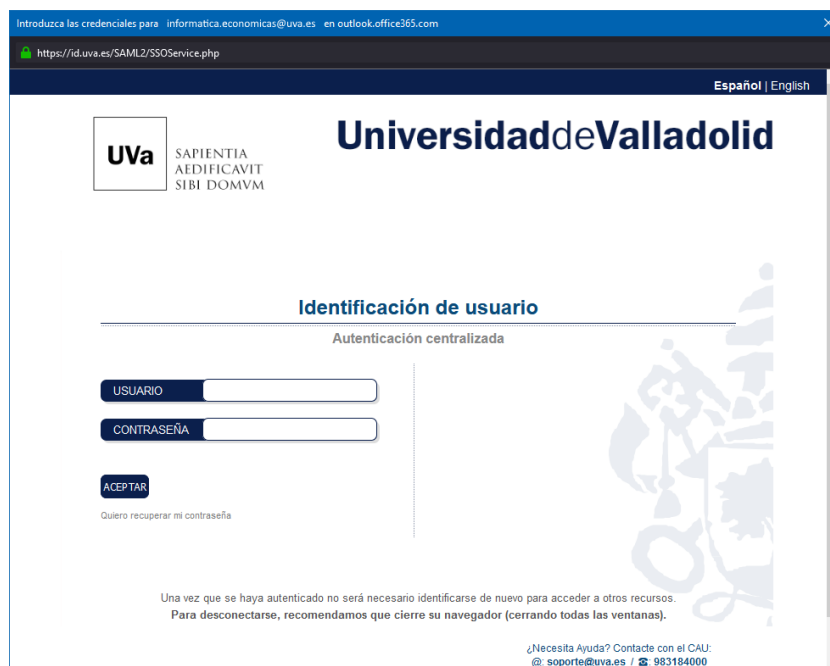 Introduzca las credenciales para informatica.economicas@uva.es en outlook.office365.com
https://id.uva.es/SAML2/SSOService.php
Español | English
UVa
SAPIENTIA
AEDIFICAVIT
SIBI DOMVM
UniversidaddeValladolid
Identificación de usuario
Autenticación centralizada
USUARIO
CONTRASEÑA
ACEPTAR
Quiero recuperar mi contraseña
Una vez que se haya autenticado no será necesario identificarse de nuevo para acceder a otros recursos.
Para desconectarse, recomendamos que cierre su navegador (cerrando todas las ventanas).
¿Necesita Ayuda? Contacte con el CAU:
@: soporte@uva.es / ☎: 983184000